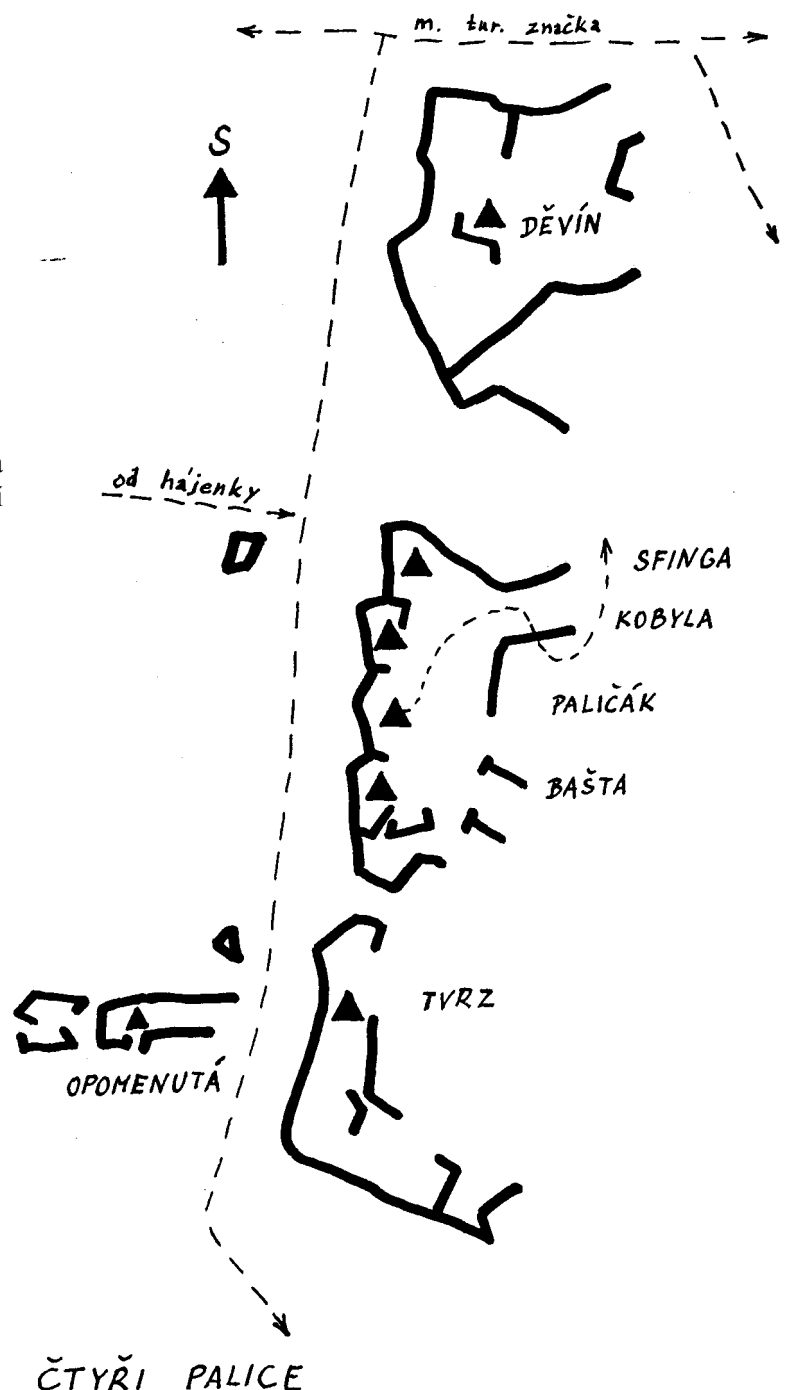 m. tur. značka
S
DĚVÍN
od hájenky
SFINGA
KOBYLA
PALIČÁK
BAŠTA
TVRZ
OPOMENUTÁ
ČTYŘI PALICE